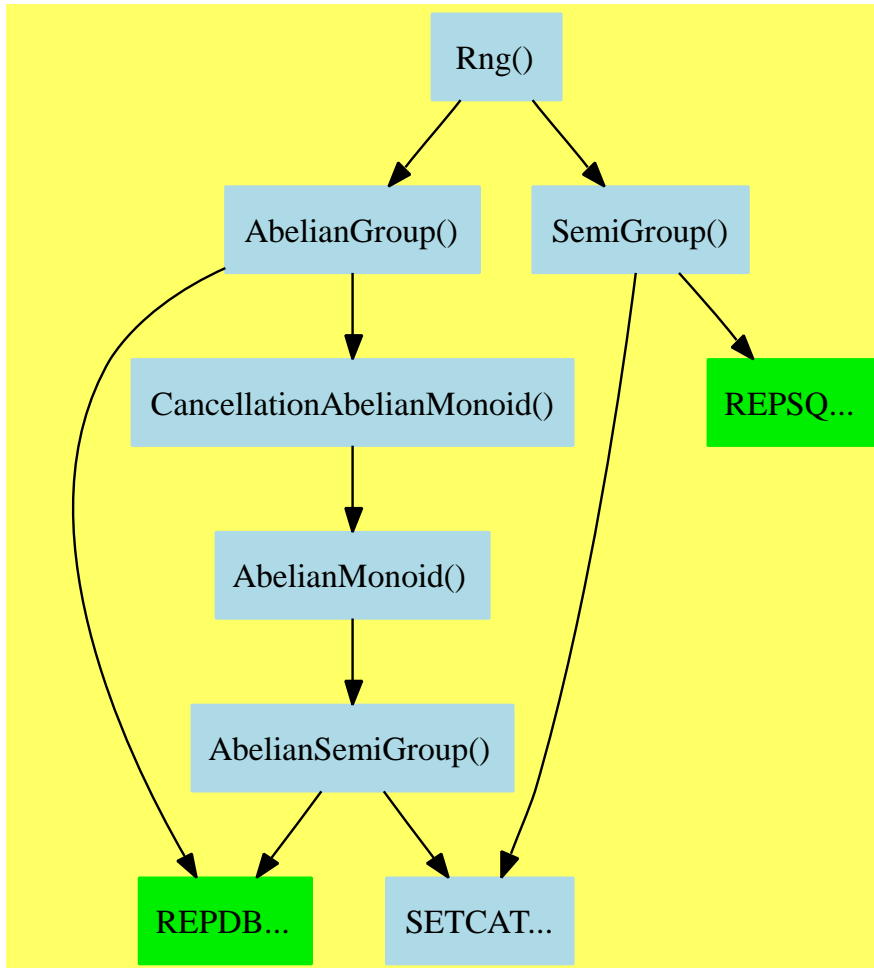 Rng()
AbelianGroup()
SemiGroup()
CancellationAbelianMonoid()
REPSQ...
AbelianMonoid()
AbelianSemiGroup()
REPDB...
SETCAT...